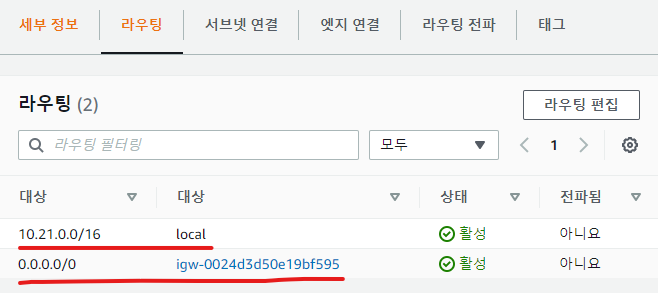 세부 정보 라우팅 서브넷 연결 엣지 연결 라우팅 전파 태그
라우팅 (2) 라우팅 편집
라우팅 필터링 모두 1
대상 대상 상태 전파됨
10.21.0.0/16 local 활성 아니요
0.0.0.0/0 igw-0024d3d50e19bf595 활성 아니요